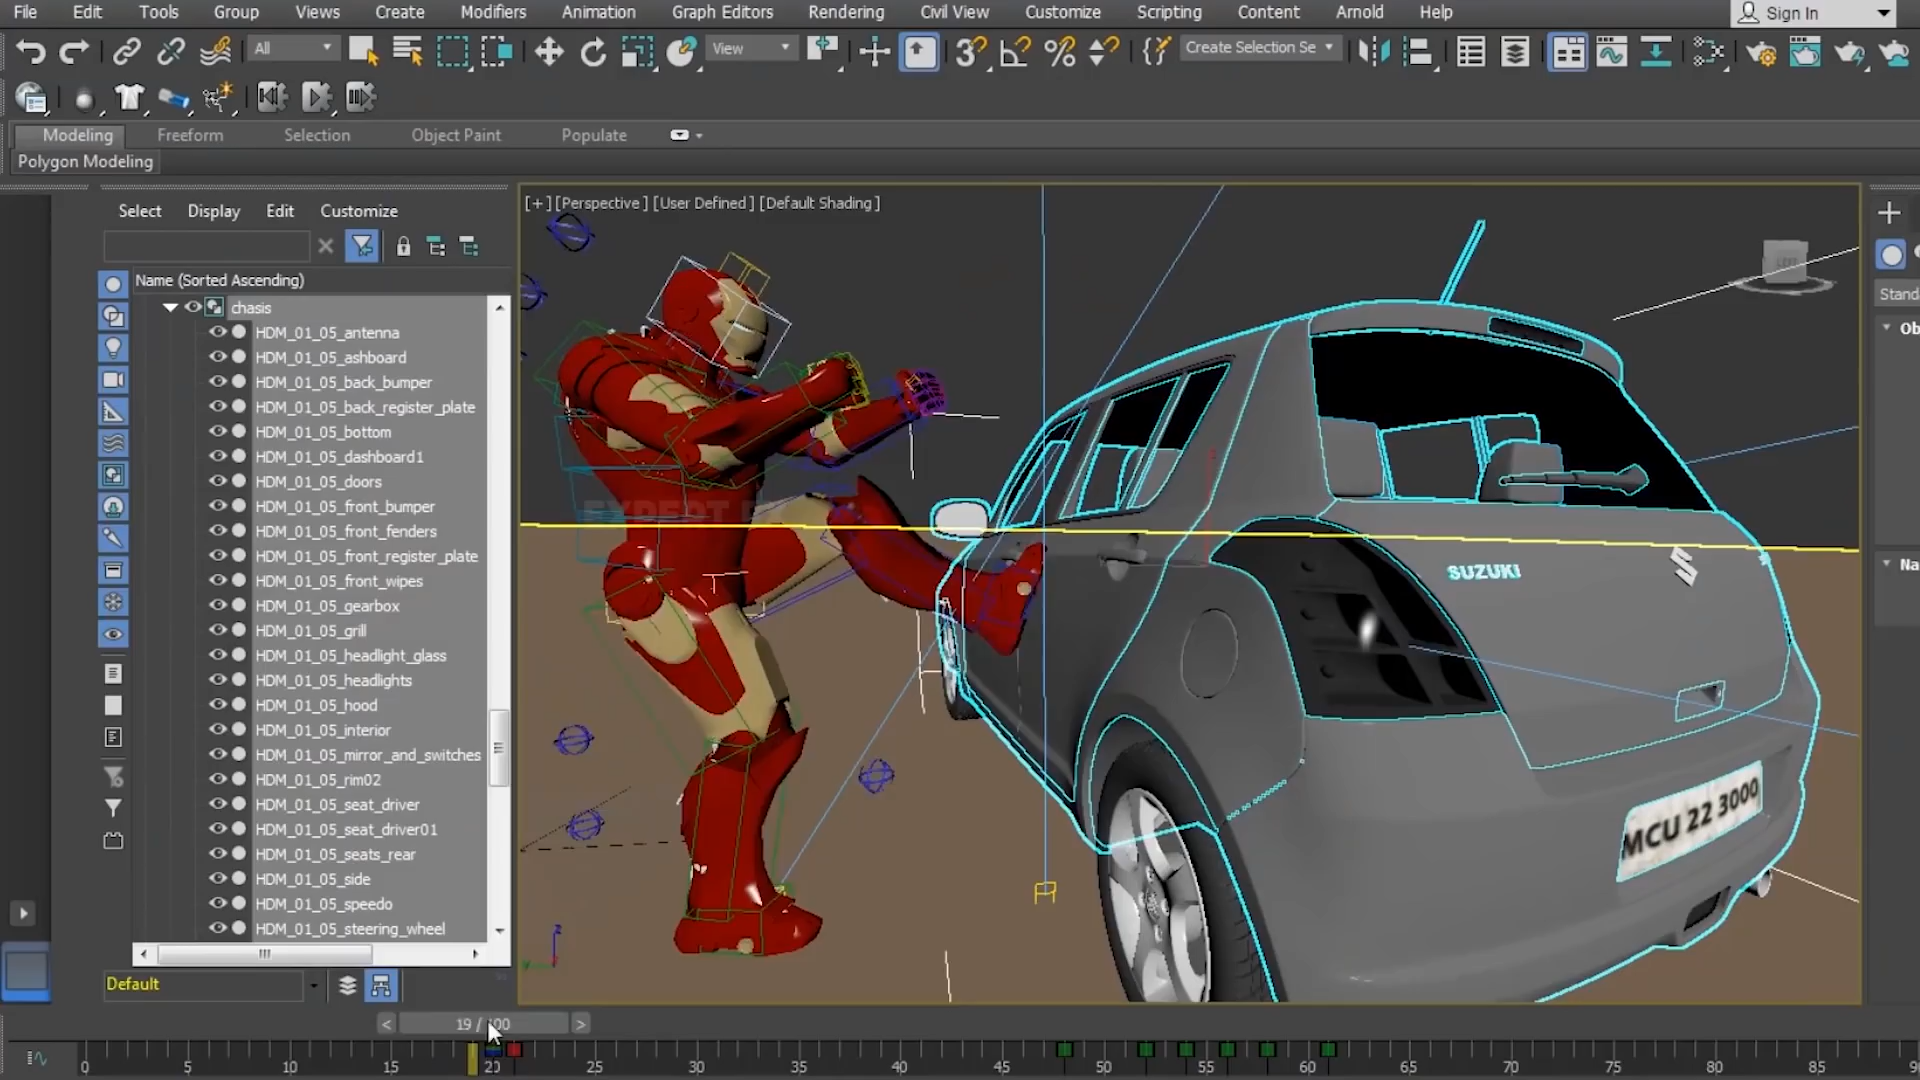 File Edit Tools Group Views Create Modifiers Animation Graph Editors Rendering Civil View Customize Scripting Content Arnold Help Sign In
All View 3 Create Selection Se
Modeling Freeform Selection Object Paint Populate
Polygon Modeling
Select Display Edit Customize
Name (Sorted Ascending)
chasis
HDM_01_05_antenna
HDM_01_05_ashboard
HDM_01_05_back_bumper
HDM_01_05_back_register_plate
HDM_01_05_bottom
HDM_01_05_dashboard1
HDM_01_05_doors
HDM_01_05_front_bumper
HDM_01_05_front_fenders
HDM_01_05_front_register_plate
HDM_01_05_front_wipes
HDM_01_05_gearbox
HDM_01_05_grill
HDM_01_05_headlight_glass
HDM_01_05_headlights
HDM_01_05_hood
HDM_01_05_interior
HDM_01_05_mirror_and_switches
HDM_01_05_rim02
HDM_01_05_seat_driver
HDM_01_05_seat_driver01
HDM_01_05_seats_rear
HDM_01_05_side
HDM_01_05_speedo
HDM_01_05_steering_wheel
Default
[+] [Perspective] [User Defined] [Default Shading]
LEFT
EXPERT
SUZUKI
MCU 22 3000
Stand
Ob
Na
< 19 / 100 >
0 5 10 15 20 25 30 35 40 45 50 55 60 65 70 75 80 85